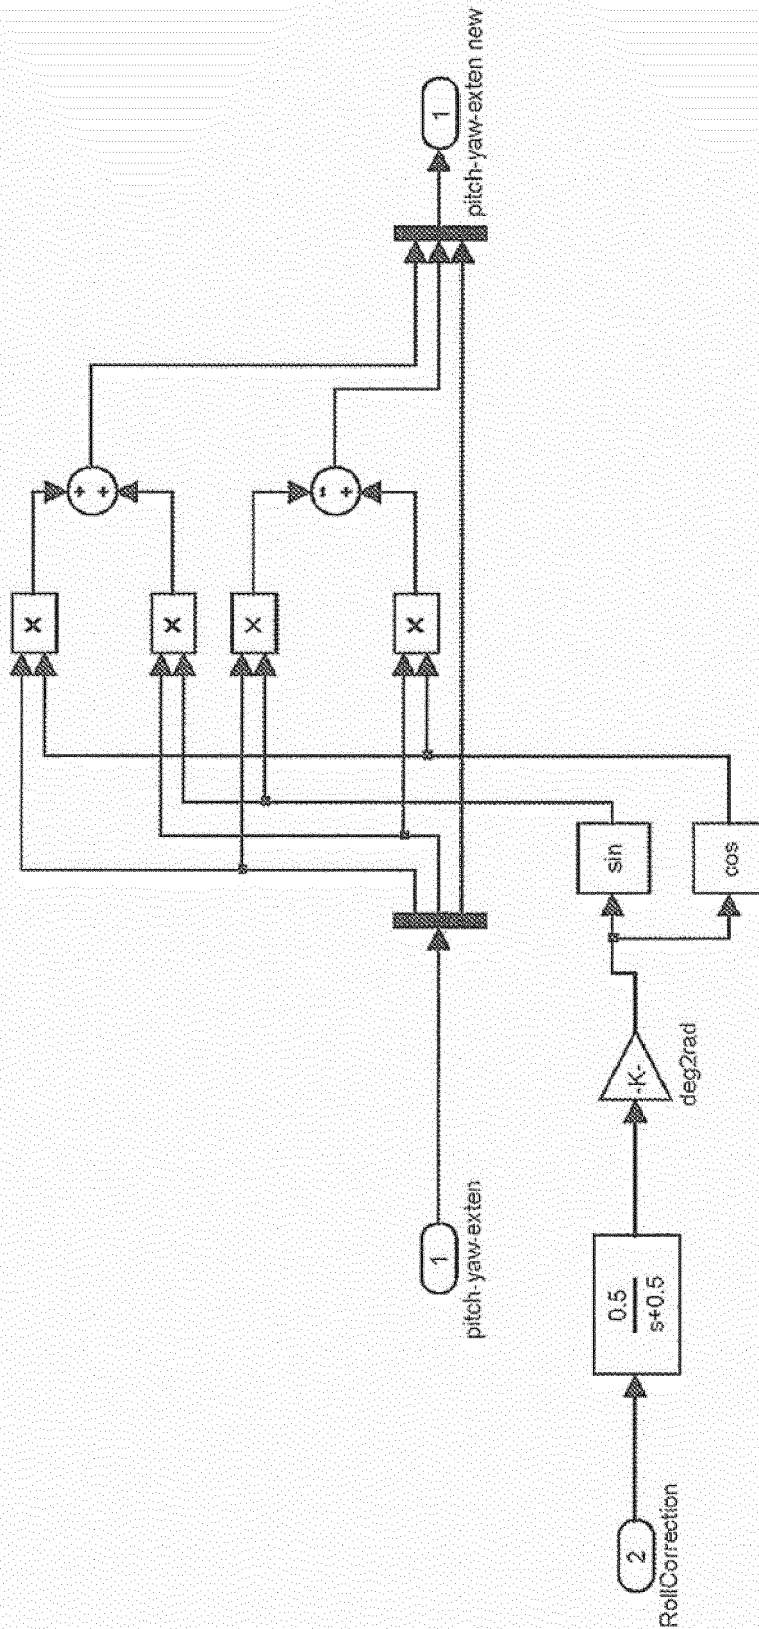 1
pitch-yaw-exten
2
RollCorrection
0.5
s+0.5
-K-
deg2rad
sin
cos
x
x
x
x
+
+
-
+
1
pitch-yaw-exten new